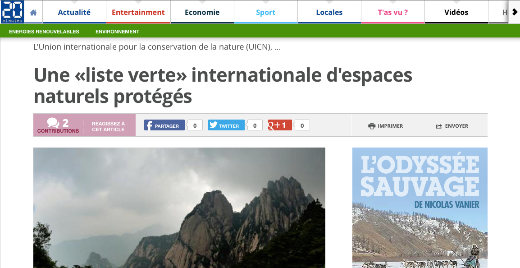 20
MINUTES
Actualité
Entertainment
Economie
Sport
Locales
T'as vu ?
Vidéos
ENERGIES RENOUVELABLES
ENVIRONNEMENT
L'Union internationale pour la conservation de la nature (UICN), ...
Une «liste verte» internationale d'espaces
naturels protégés
2
CONTRIBUTIONS
RÉAGISSEZ À
CET ARTICLE
PARTAGER
0
TWITTER
0
g+1
0
IMPRIMER
ENVOYER
L'ODYSSÉE
SAUVAGE
DE NICOLAS VANIER